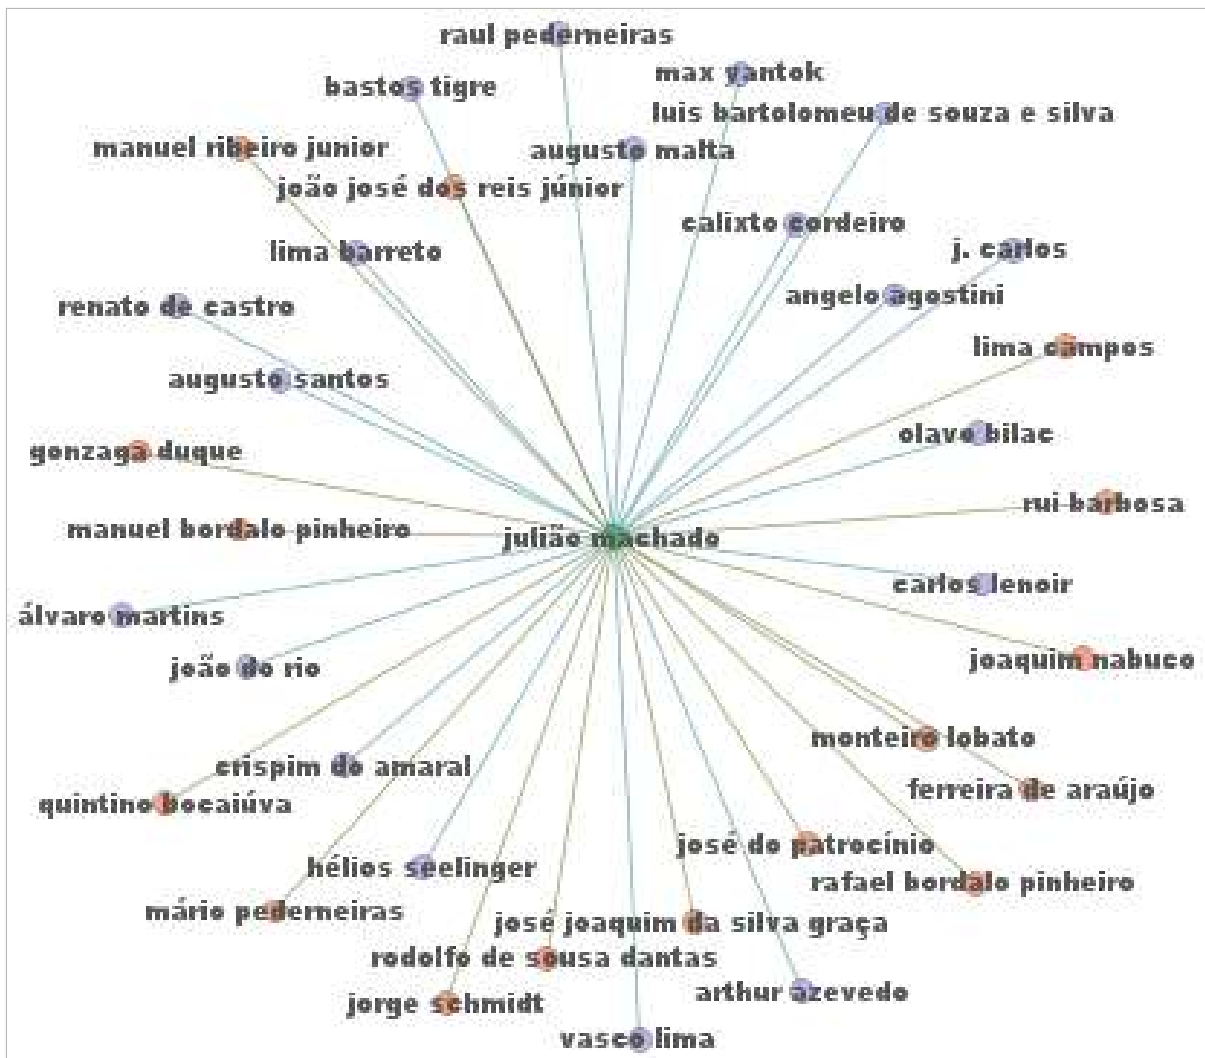 raul pederneiras
max yantok
bastos tigre
luis bartolomeu de souza e silva
manuel ribeiro junior
augusto malta
joão josé dos reis júnior
calixto cordeiro
lima barreto
j. carlos
angelo agostini
renato de castro
lima campos
augusto santos
olavo bilac
gonzaga duque
rui barbosa
manuel bordalo pinheiro
julião machado
carlos lenoir
álvaro martins
joaquim nabuco
joão do rio
monteiro lobato
crispim do amaral
ferreira de araújo
quintino bocaiúva
josé do patrocínio
hélios seelinger
rafael bordalo pinheiro
mário pederneiras
josé joaquim da silva graça
rodolfo de sousa dantas
arthur azevedo
jorge schmidt
vasco lima